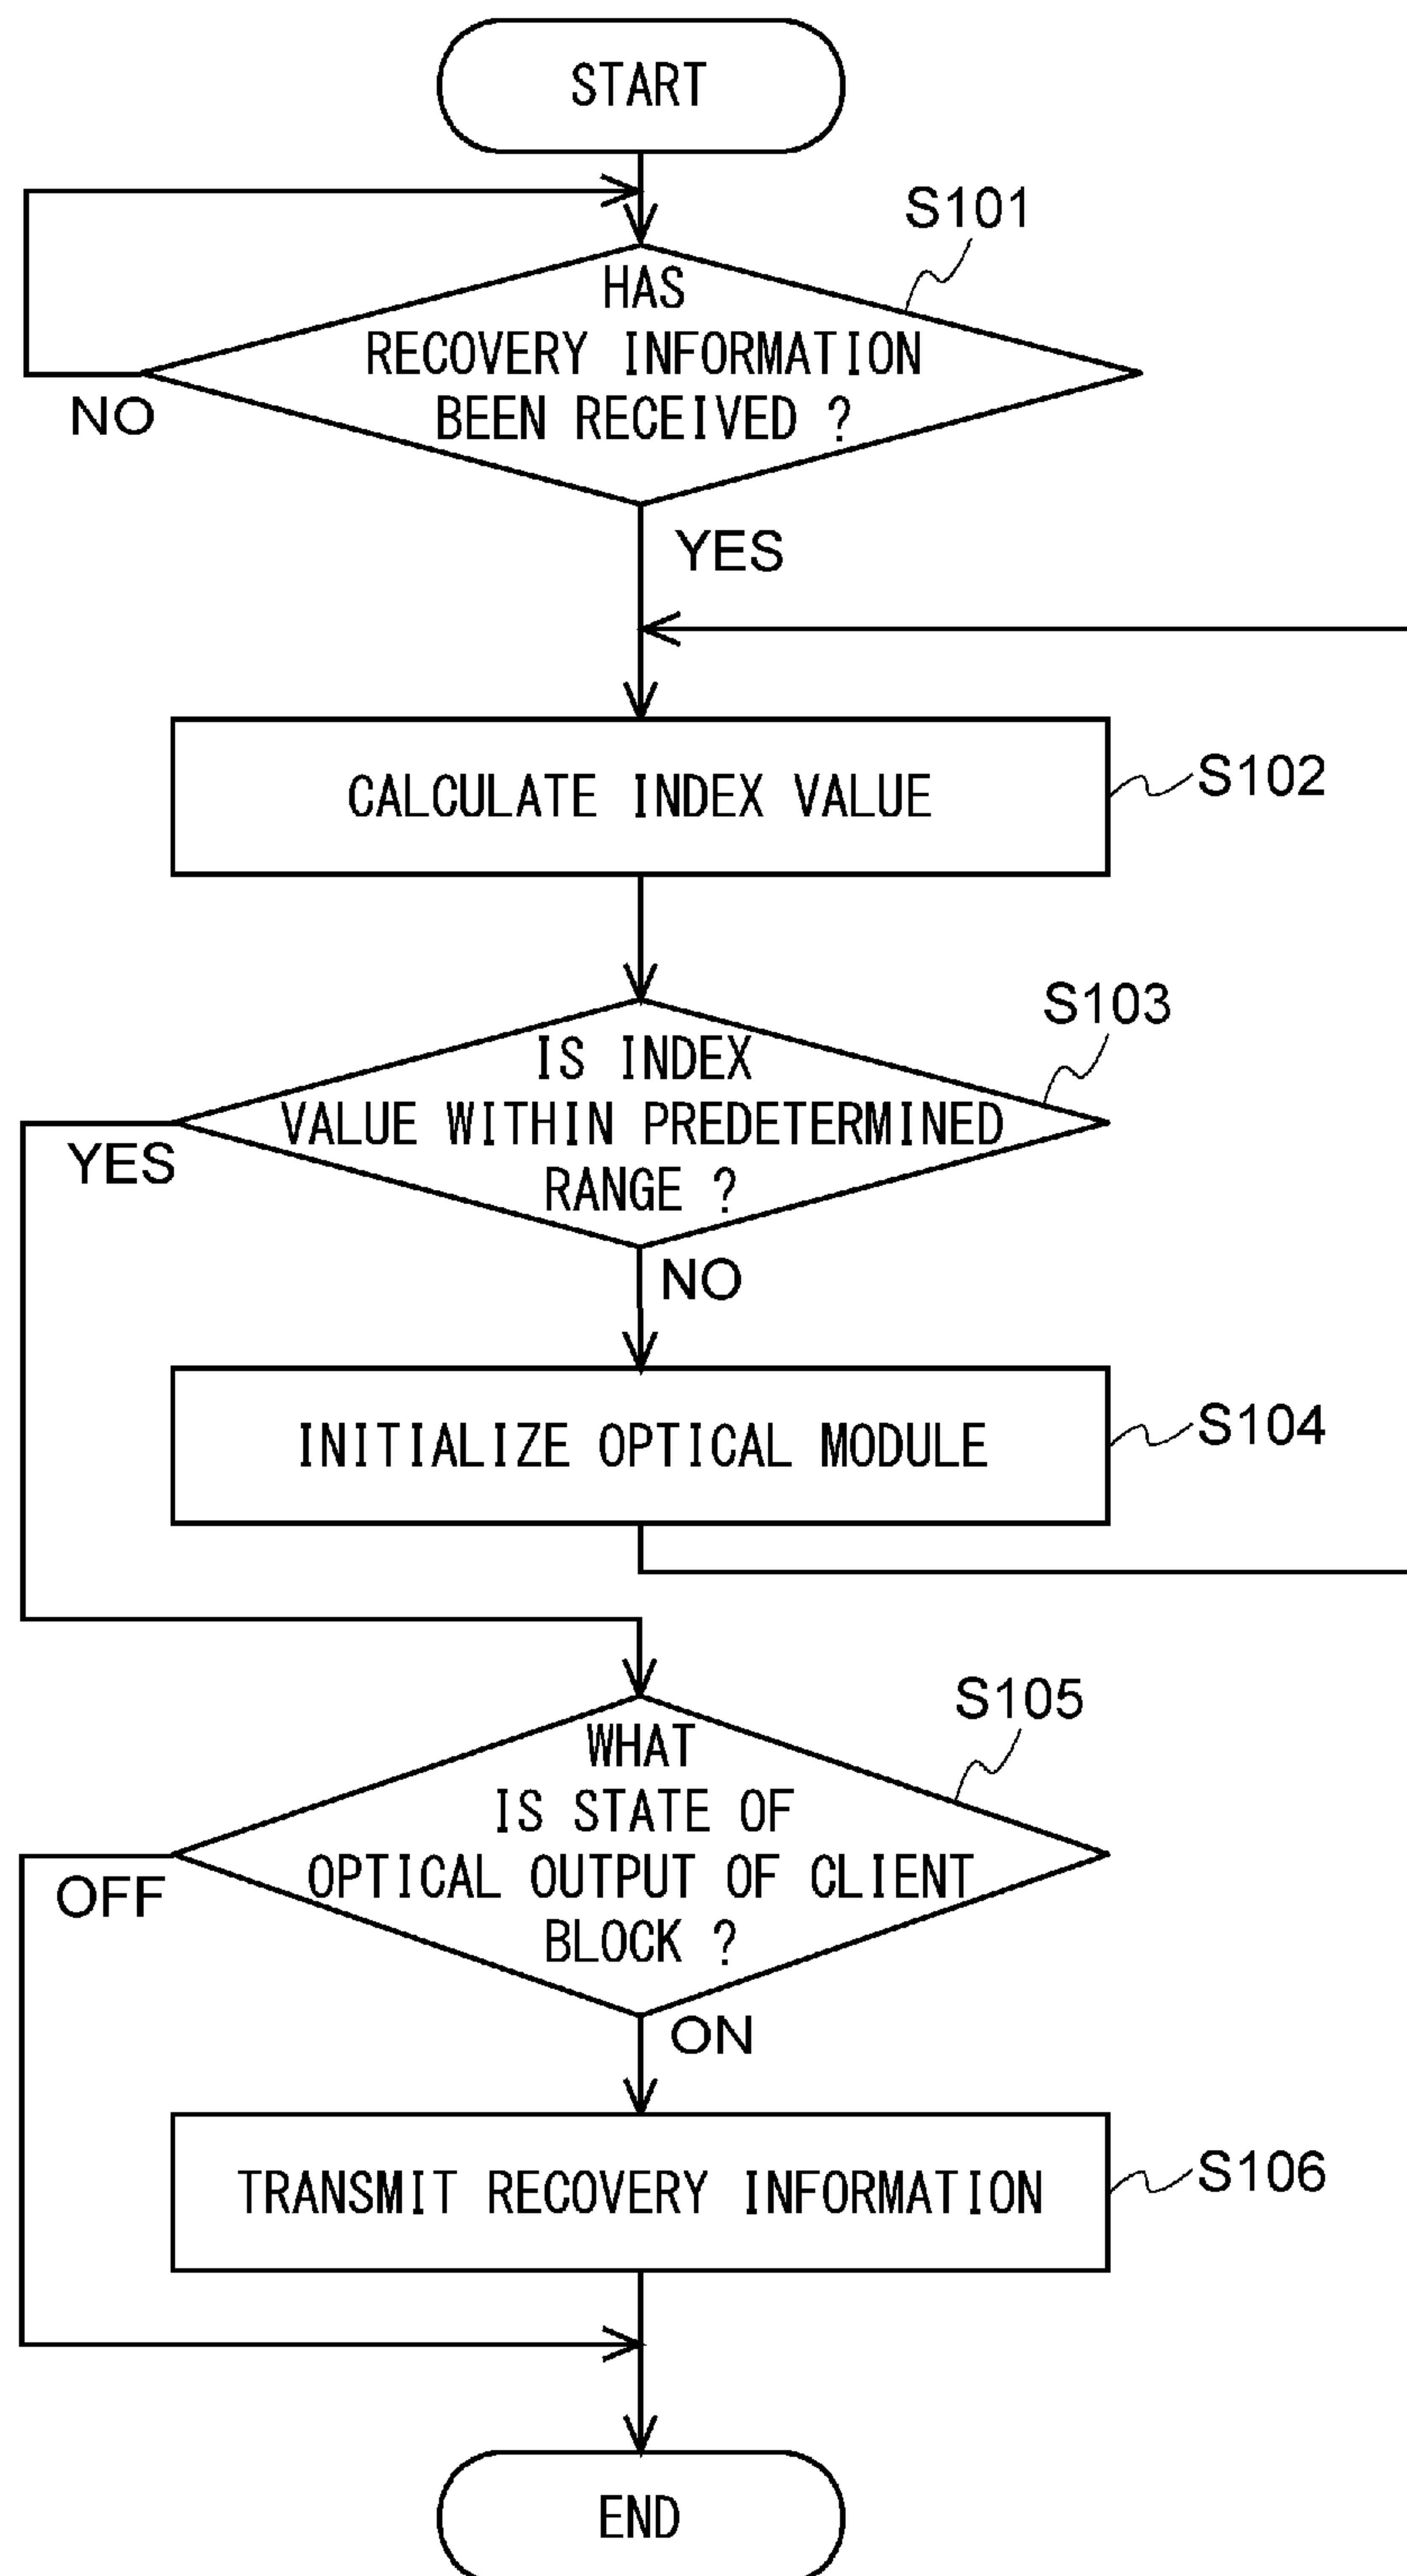 START
S101
HAS
RECOVERY INFORMATION
BEEN RECEIVED ?
NO
YES
CALCULATE INDEX VALUE
S102
S103
IS INDEX
VALUE WITHIN PREDETERMINED
RANGE ?
YES
NO
INITIALIZE OPTICAL MODULE
S104
S105
WHAT
IS STATE OF
OPTICAL OUTPUT OF CLIENT
BLOCK ?
OFF
ON
TRANSMIT RECOVERY INFORMATION
S106
END